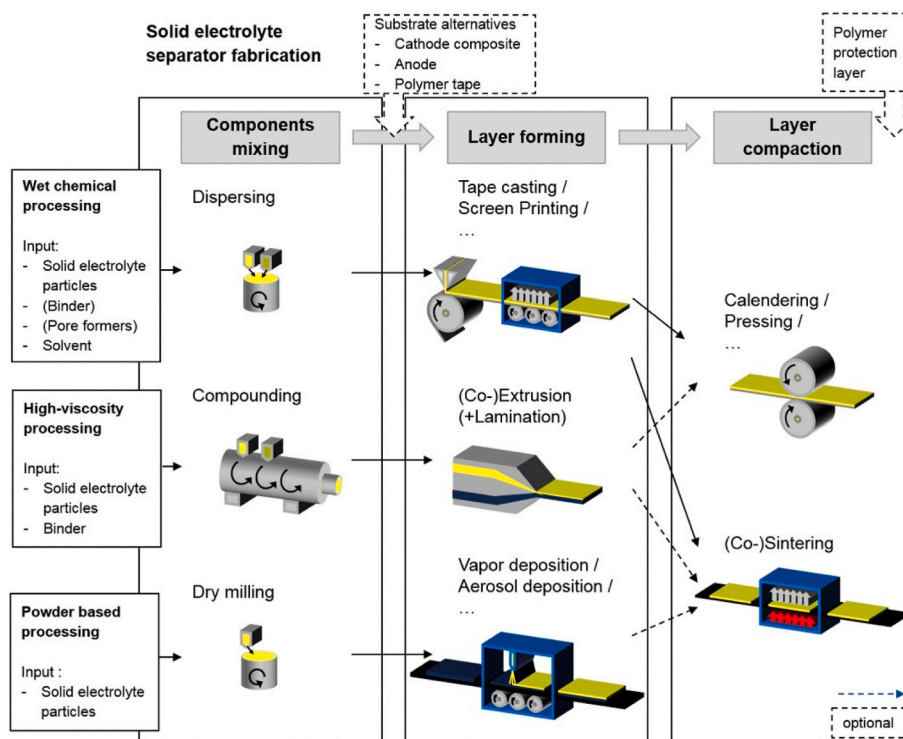 Solid electrolyte
separator fabrication
Substrate alternatives
- Cathode composite
- Anode
- Polymer tape
Polymer
protection
layer
Components
mixing
Layer forming
Layer
compaction
Wet chemical
processing
Input:
- Solid electrolyte
particles
- (Binder)
- (Pore formers)
- Solvent
Dispersing
Tape casting /
Screen Printing /
...
Calendering /
Pressing /
...
High-viscosity
processing
Input:
- Solid electrolyte
particles
- Binder
Compounding
(Co-)Extrusion
(+Lamination)
(Co-)Sintering
Powder based
processing
Input :
- Solid electrolyte
particles
Dry milling
Vapor deposition /
Aerosol deposition /
...
optional